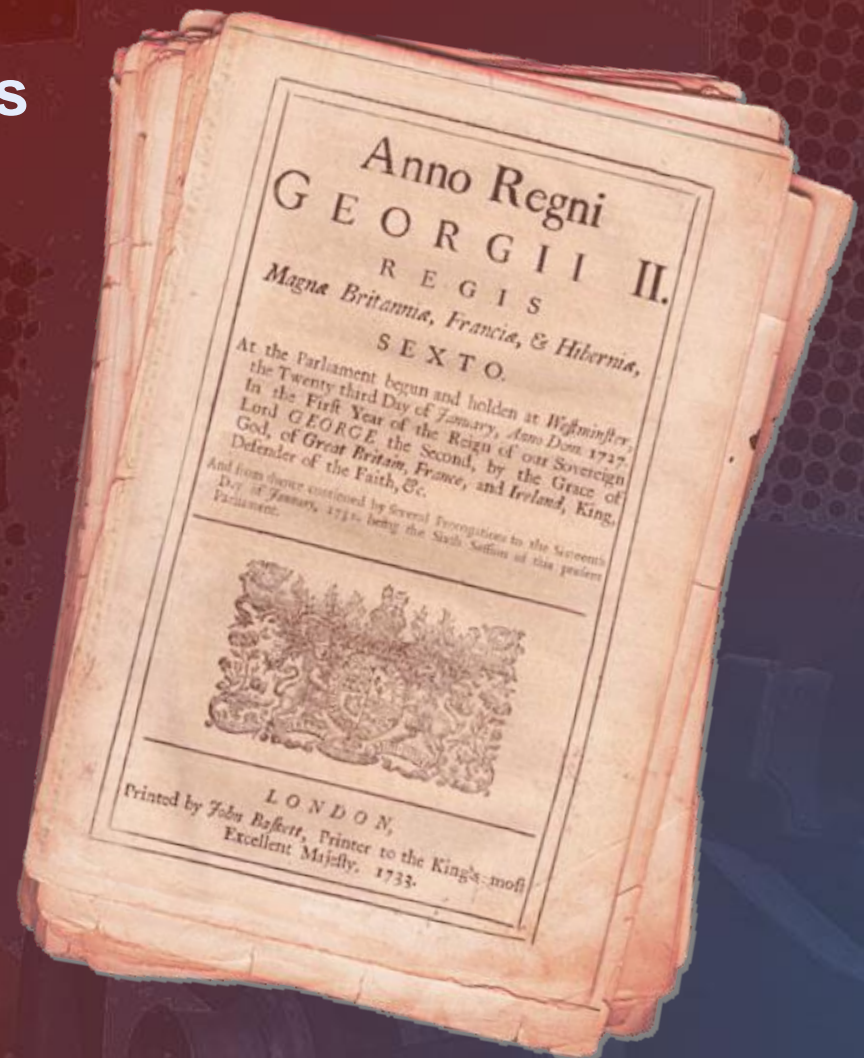 s
Anno Regni
GEORGII II.
REGIS
Magnæ Britanniæ, Franciæ, & Hiberniæ,
SEXTO.
At the Parliament begun and holden at Weſtminſter,
the Twenty third Day of January, Anno Dom. 1727.
In the Firſt Year of the Reign of our Sovereign
Lord GEORGE the Second, by the Grace of
God, of Great Britain, France, and Ireland, King,
Defender of the Faith, &c.
And from thence continued by ſeveral Prorogations to the Sixteenth
Day of January, 1732. being the Sixth Seſſion of this preſent
Parliament.
LONDON,
Printed by John Baſkett, Printer to the King's moſt
Excellent Majeſty. 1733.